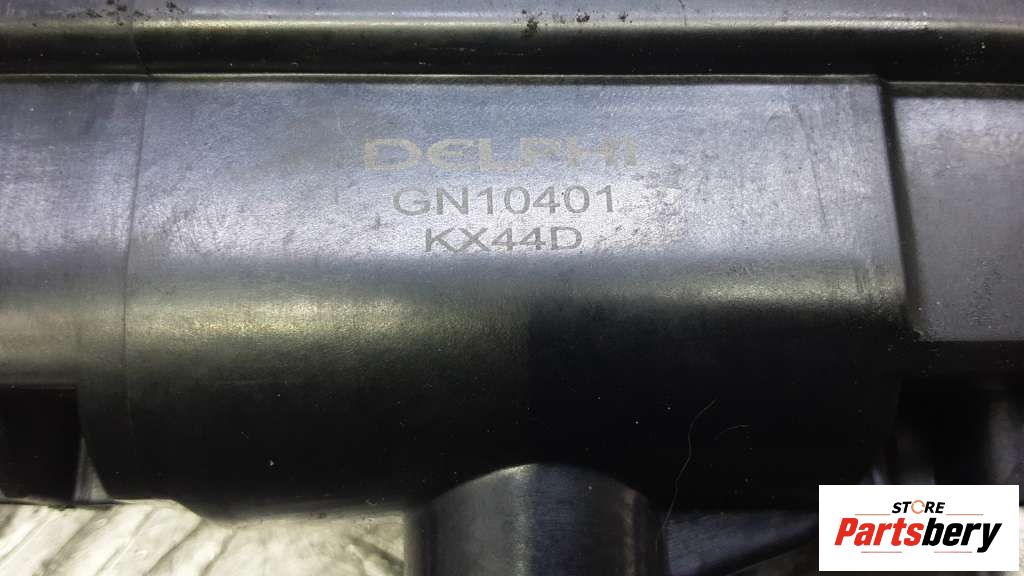 DELPHI
GN10401
KX44D
STORE
Partsbery